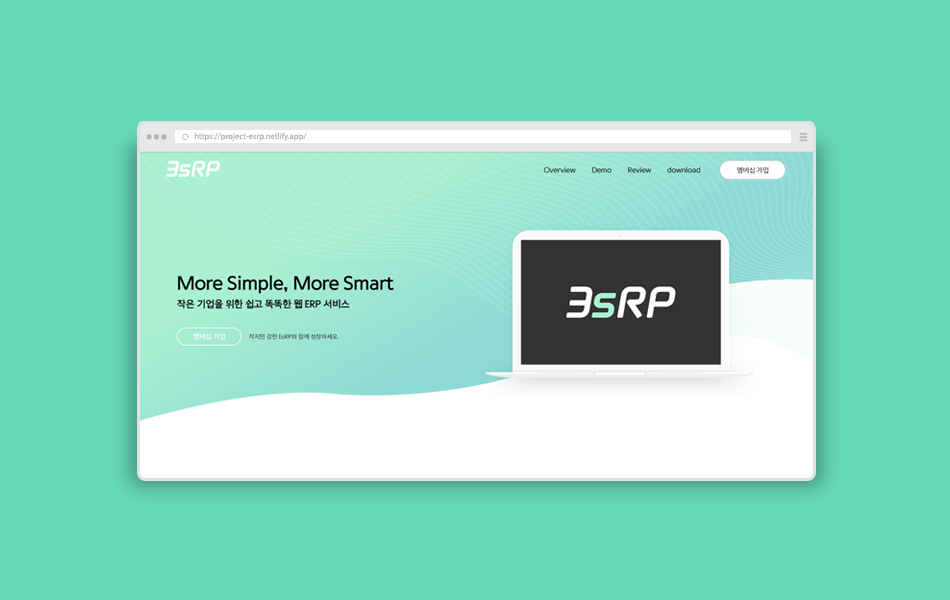 https://project-esrp.netlify.app/
3sRP
Overview Demo Review download 멤버십 가입
More Simple, More Smart
작은 기업을 위한 쉽고 똑똑한 웹 ERP 서비스
멤버십 가입 작지만 강한 EsRP와 함께 성장하세요.
3sRP